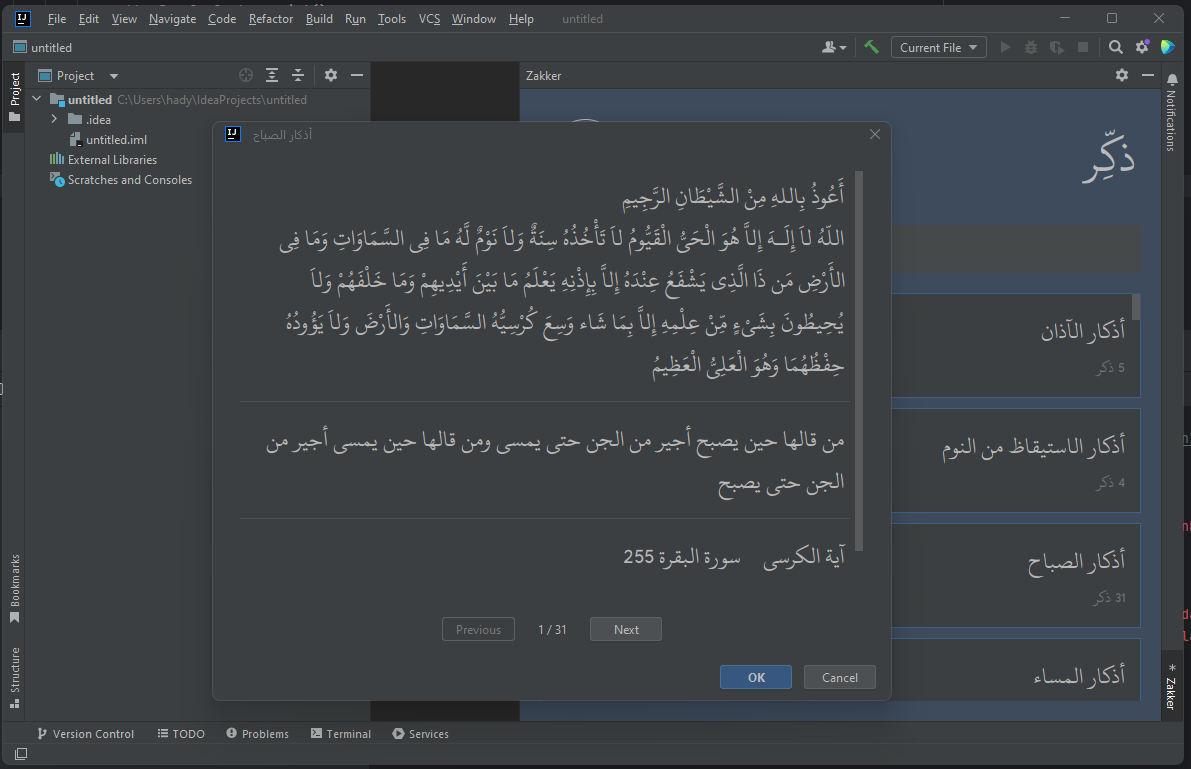 File Edit View Navigate Code Refactor Build Run Tools VCS Window Help untitled
untitled
Current File
Project
Zakker
untitled C:\Users\hady\IdeaProjects\untitled
.idea
untitled.iml
External Libraries
Scratches and Consoles
Project
Bookmarks
Structure
أذكار الصباح
أَعُوذُ بِاللهِ مِنْ الشَّيْطَانِ الرَّجِيمِ
اللّهُ لاَ إِلَـهَ إِلاَّ هُوَ الْحَيُّ الْقَيُّومُ لاَ تَأْخُذُهُ سِنَةٌ وَلاَ نَوْمٌ لَّهُ مَا فِي السَّمَاوَاتِ وَمَا فِي
الأَرْضِ مَن ذَا الَّذِي يَشْفَعُ عِنْدَهُ إِلاَّ بِإِذْنِهِ يَعْلَمُ مَا بَيْنَ أَيْدِيهِمْ وَمَا خَلْفَهُمْ وَلاَ
يُحِيطُونَ بِشَيْءٍ مِّنْ عِلْمِهِ إِلاَّ بِمَا شَاء وَسِعَ كُرْسِيُّهُ السَّمَاوَاتِ وَالأَرْضَ وَلاَ يَؤُودُهُ
حِفْظُهُمَا وَهُوَ الْعَلِيُّ الْعَظِيمُ
من قالها حين يصبح أجير من الجن حتى يمسى ومن قالها حين يمسى أجير من
الجن حتى يصبح
آية الكرسى سورة البقرة 255
Previous 1 / 31 Next
OK Cancel
ذكِّر
أذكار الآذان
5 ذكر
أذكار الاستيقاظ من النوم
4 ذكر
أذكار الصباح
31 ذكر
أذكار المساء
Notifications
Zakker
Version Control TODO Problems Terminal Services